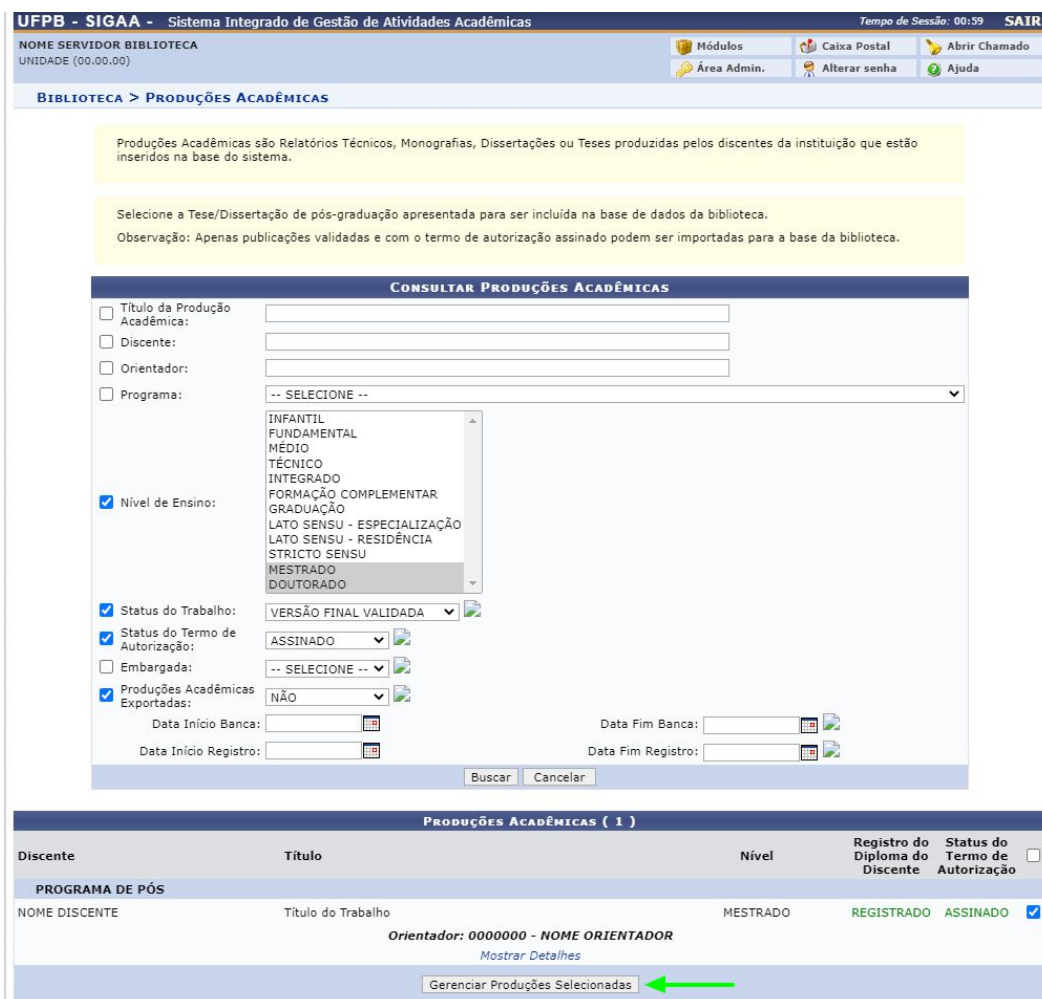 UFPB - SIGAA - Sistema Integrado de Gestão de Atividades Acadêmicas Tempo de Sessão: 00:59 SAIR
NOME SERVIDOR BIBLIOTECA Módulos Caixa Postal Abrir Chamado
UNIDADE (00.00.00) Área Admin. Alterar senha Ajuda
BIBLIOTECA > PRODUÇÕES ACADÊMICAS
Produções Acadêmicas são Relatórios Técnicos, Monografias, Dissertações ou Teses produzidas pelos discentes da instituição que estão
inseridos na base do sistema.
Selecione a Tese/Dissertação de pós-graduação apresentada para ser incluída na base de dados da biblioteca.
Observação: Apenas publicações validadas e com o termo de autorização assinado podem ser importadas para a base da biblioteca.
CONSULTAR PRODUÇÕES ACADÊMICAS
Título da Produção
Acadêmica:
Discente:
Orientador:
Programa: -- SELECIONE --
INFANTIL
FUNDAMENTAL
MÉDIO
TÉCNICO
INTEGRADO
FORMAÇÃO COMPLEMENTAR
Nível de Ensino:
GRADUAÇÃO
LATO SENSU - ESPECIALIZAÇÃO
LATO SENSU - RESIDÊNCIA
STRICTO SENSU
MESTRADO
DOUTORADO
Status do Trabalho: VERSÃO FINAL VALIDADA
Status do Termo de
Autorização: ASSINADO
Embargada: -- SELECIONE --
Produções Acadêmicas
Exportadas: NÃO
Data Início Banca: Data Fim Banca:
Data Início Registro: Data Fim Registro:
Buscar Cancelar
PRODUÇÕES ACADÊMICAS ( 1 )
Discente Título Nível Registro do Diploma do Discente Status do Termo de Autorização
PROGRAMA DE PÓS
NOME DISCENTE Título do Trabalho MESTRADO REGISTRADO ASSINADO
Orientador: 0000000 - NOME ORIENTADOR
Mostrar Detalhes
Gerenciar Produções Selecionadas